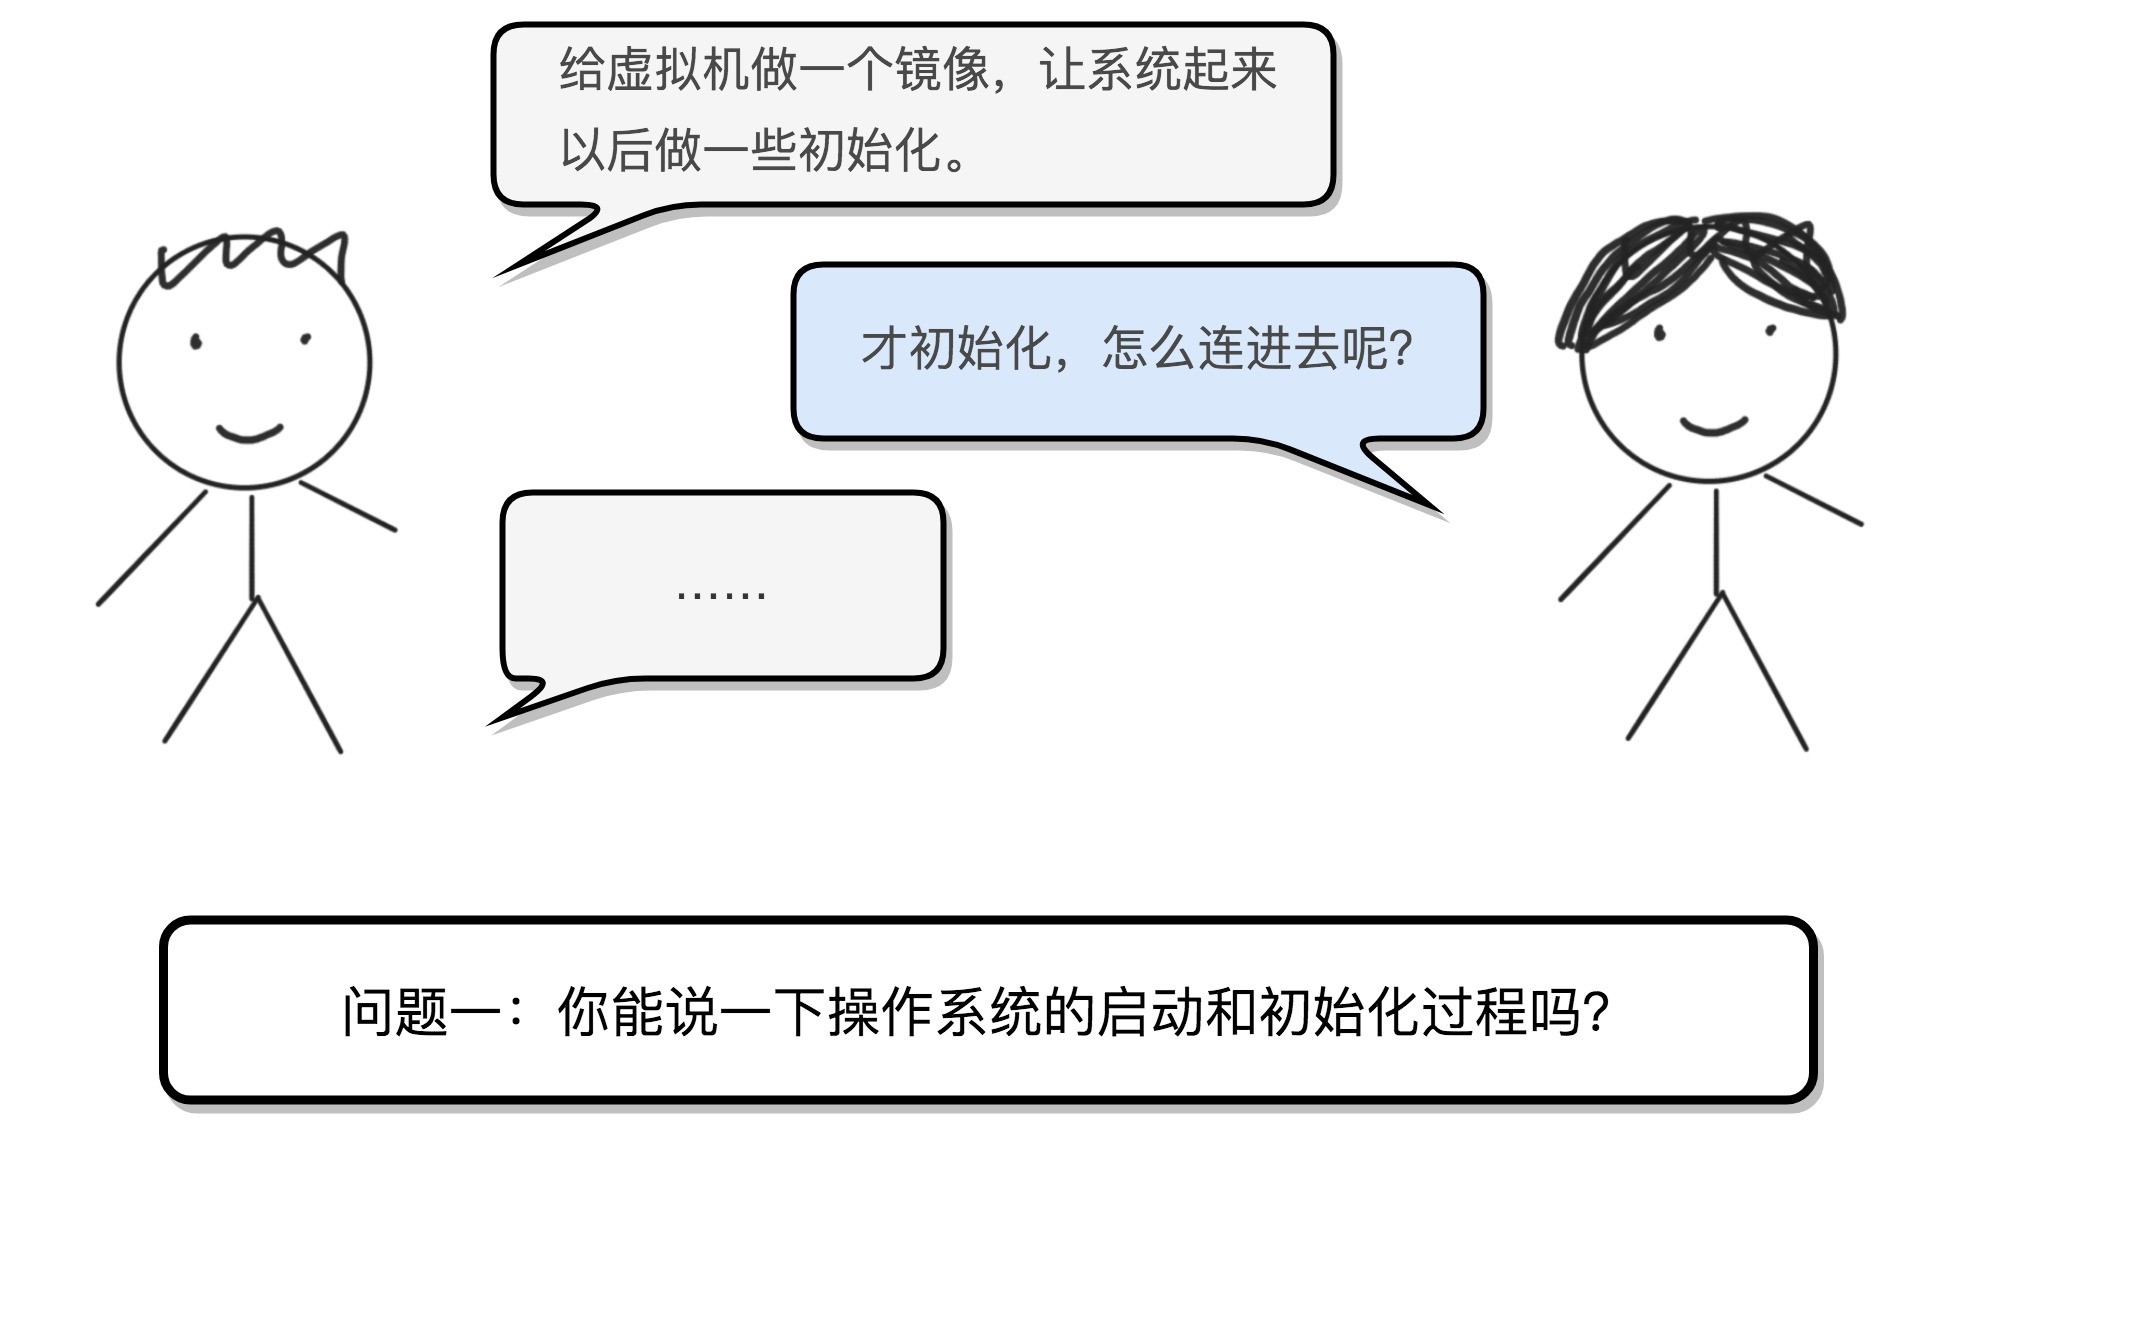 给虚拟机做一个镜像，让系统起来
以后做一些初始化。
才初始化，怎么连进去呢？
……
问题一：你能说一下操作系统的启动和初始化过程吗？